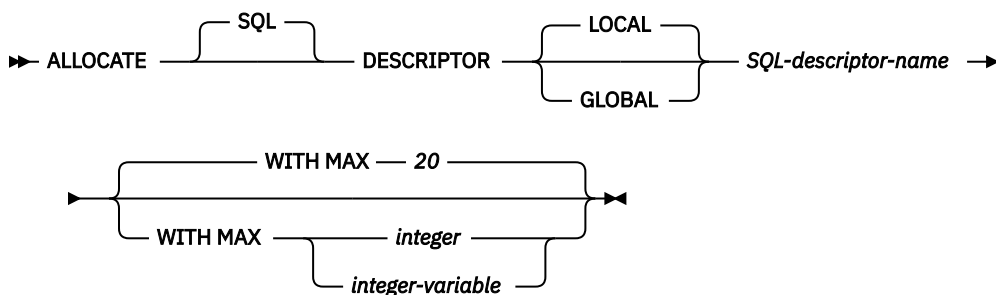 SQL LOCAL
ALLOCATE DESCRIPTOR SQL-descriptor-name
GLOBAL
WITH MAX 20
WITH MAX integer
integer-variable